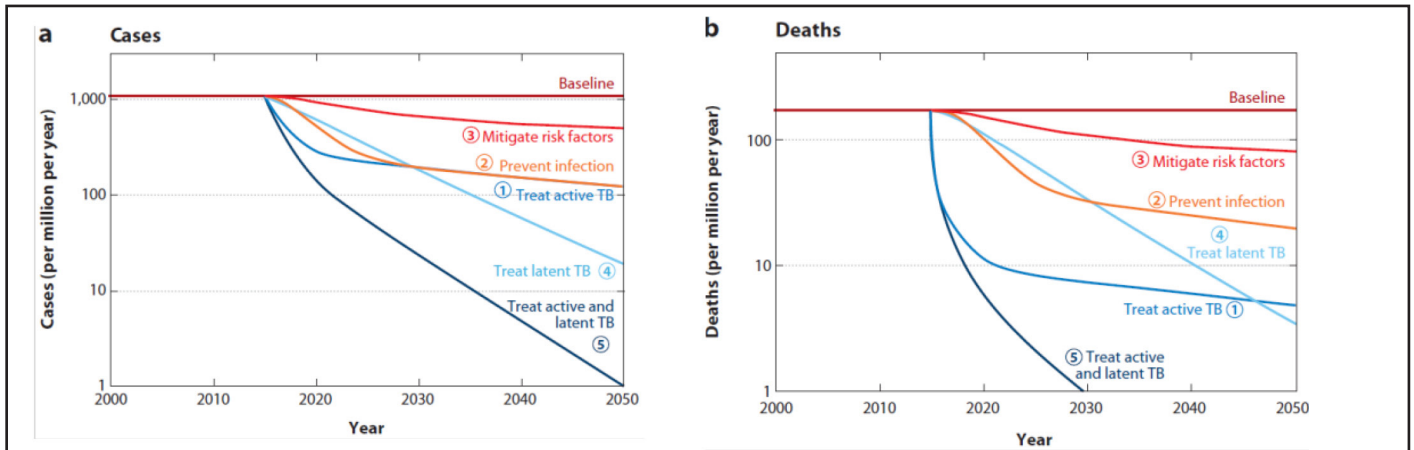 a Cases
Cases (per million per year)
1,000
100
10
1
2000 2010 2020 2030 2040 2050
Year
Baseline
③ Mitigate risk factors
② Prevent infection
① Treat active TB
Treat latent TB ④
Treat active and
latent TB
⑤
b Deaths
Deaths (per million per year)
100
10
1
2000 2010 2020 2030 2040 2050
Year
Baseline
③ Mitigate risk factors
② Prevent infection
④
Treat latent TB
Treat active TB ①
⑤ Treat active
and latent TB